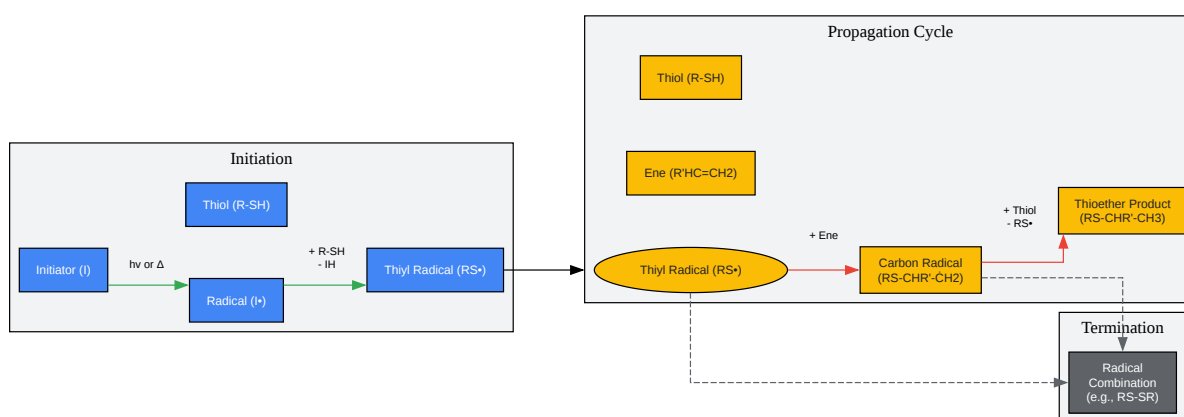 Initiation
Thiol (R-SH)
Initiator (I)
hv or Δ
Radical (I•)
+ R-SH
- IH
Thiyl Radical (RS•)
Propagation Cycle
Thiol (R-SH)
Ene (R'HC=CH2)
Thiyl Radical (RS•)
+ Ene
Carbon Radical
(RS-CHR'-ĊH2)
+ Thiol
- RS•
Thioether Product
(RS-CHR'-CH3)
Termination
Radical
Combination
(e.g., RS-SR)